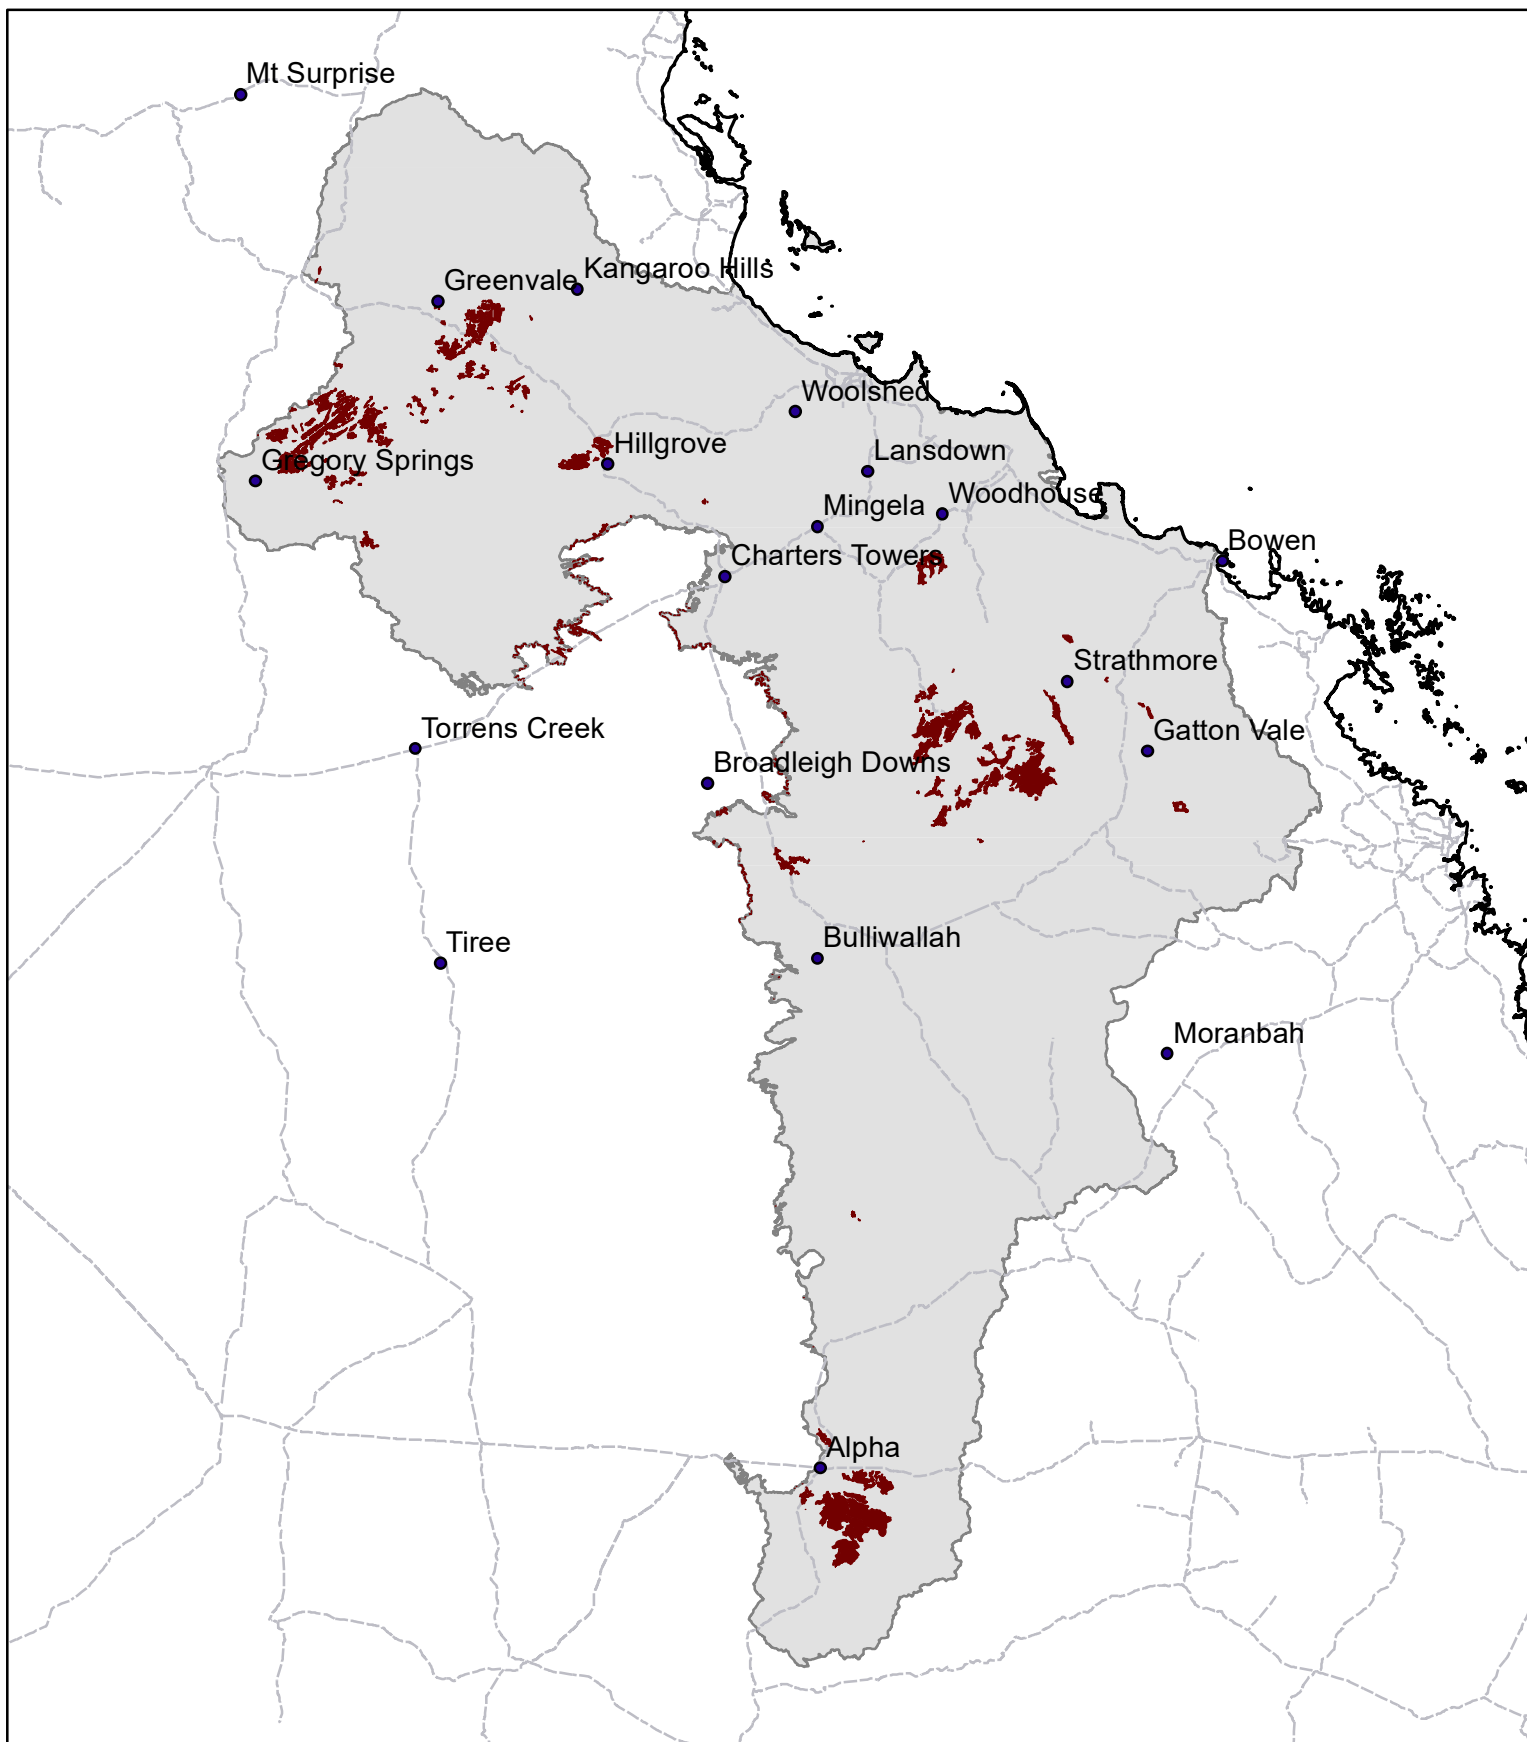 Mt Surprise
Kangaroo Hills
Greenvale
Woolshed
Hillgrove
Lansdown
Gregory Springs
Woodhouse
Mingela
Bowen
Charters Towers
Strathmore
Torrens Creek
Gatton Vale
Broadleigh Downs
Bulliwallah
Tiree
Moranbah
Alpha